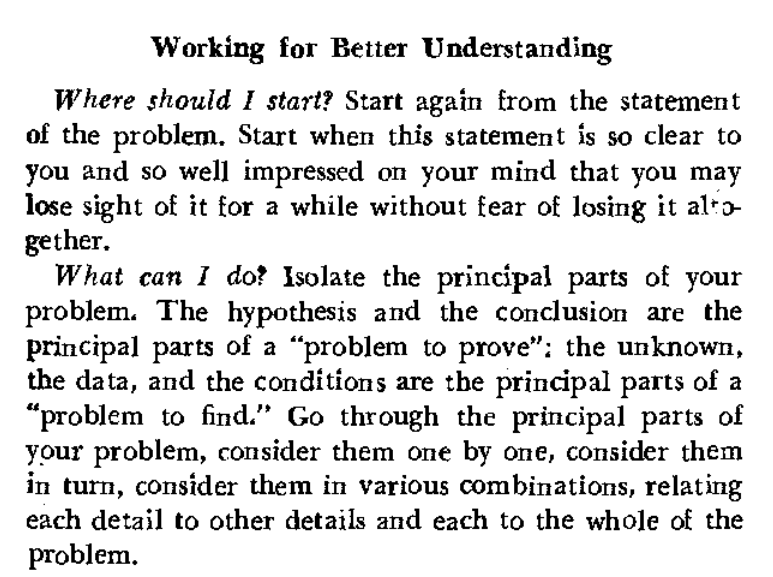 Working for Better Understanding
Where should I start? Start again from the statement
of the problem. Start when this statement is so clear to
you and so well impressed on your mind that you may
lose sight of it for a while without fear of losing it alto-
gether.
What can I do? Isolate the principal parts of your
problem. The hypothesis and the conclusion are the
principal parts of a “problem to prove”; the unknown,
the data, and the conditions are the principal parts of a
“problem to find.” Go through the principal parts of
your problem, consider them one by one, consider them
in turn, consider them in various combinations, relating
each detail to other details and each to the whole of the
problem.